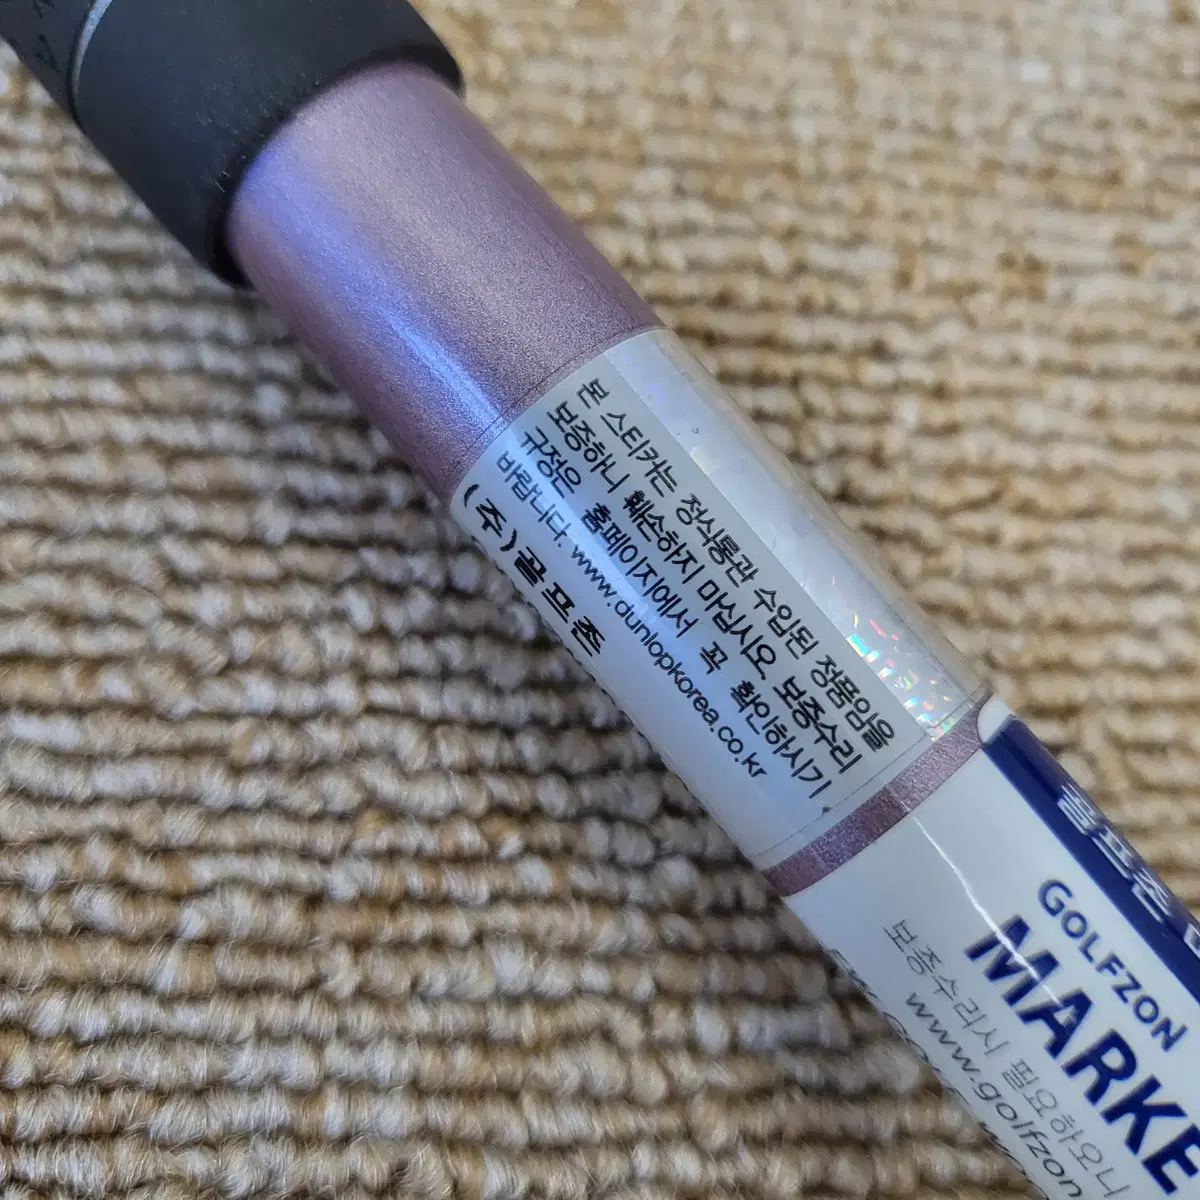 본 스티커는 정식통관 수입된 정품임을
보증하니 훼손하지 마십시오. 보증수리
규정은 홈페이지에서 꼭 확인하시기
바랍니다. www.dunlopkorea.co.kr
(주)골프존
골프존
GOLFZON
MARKE
보증수리시 필요하오니
www.golfzon